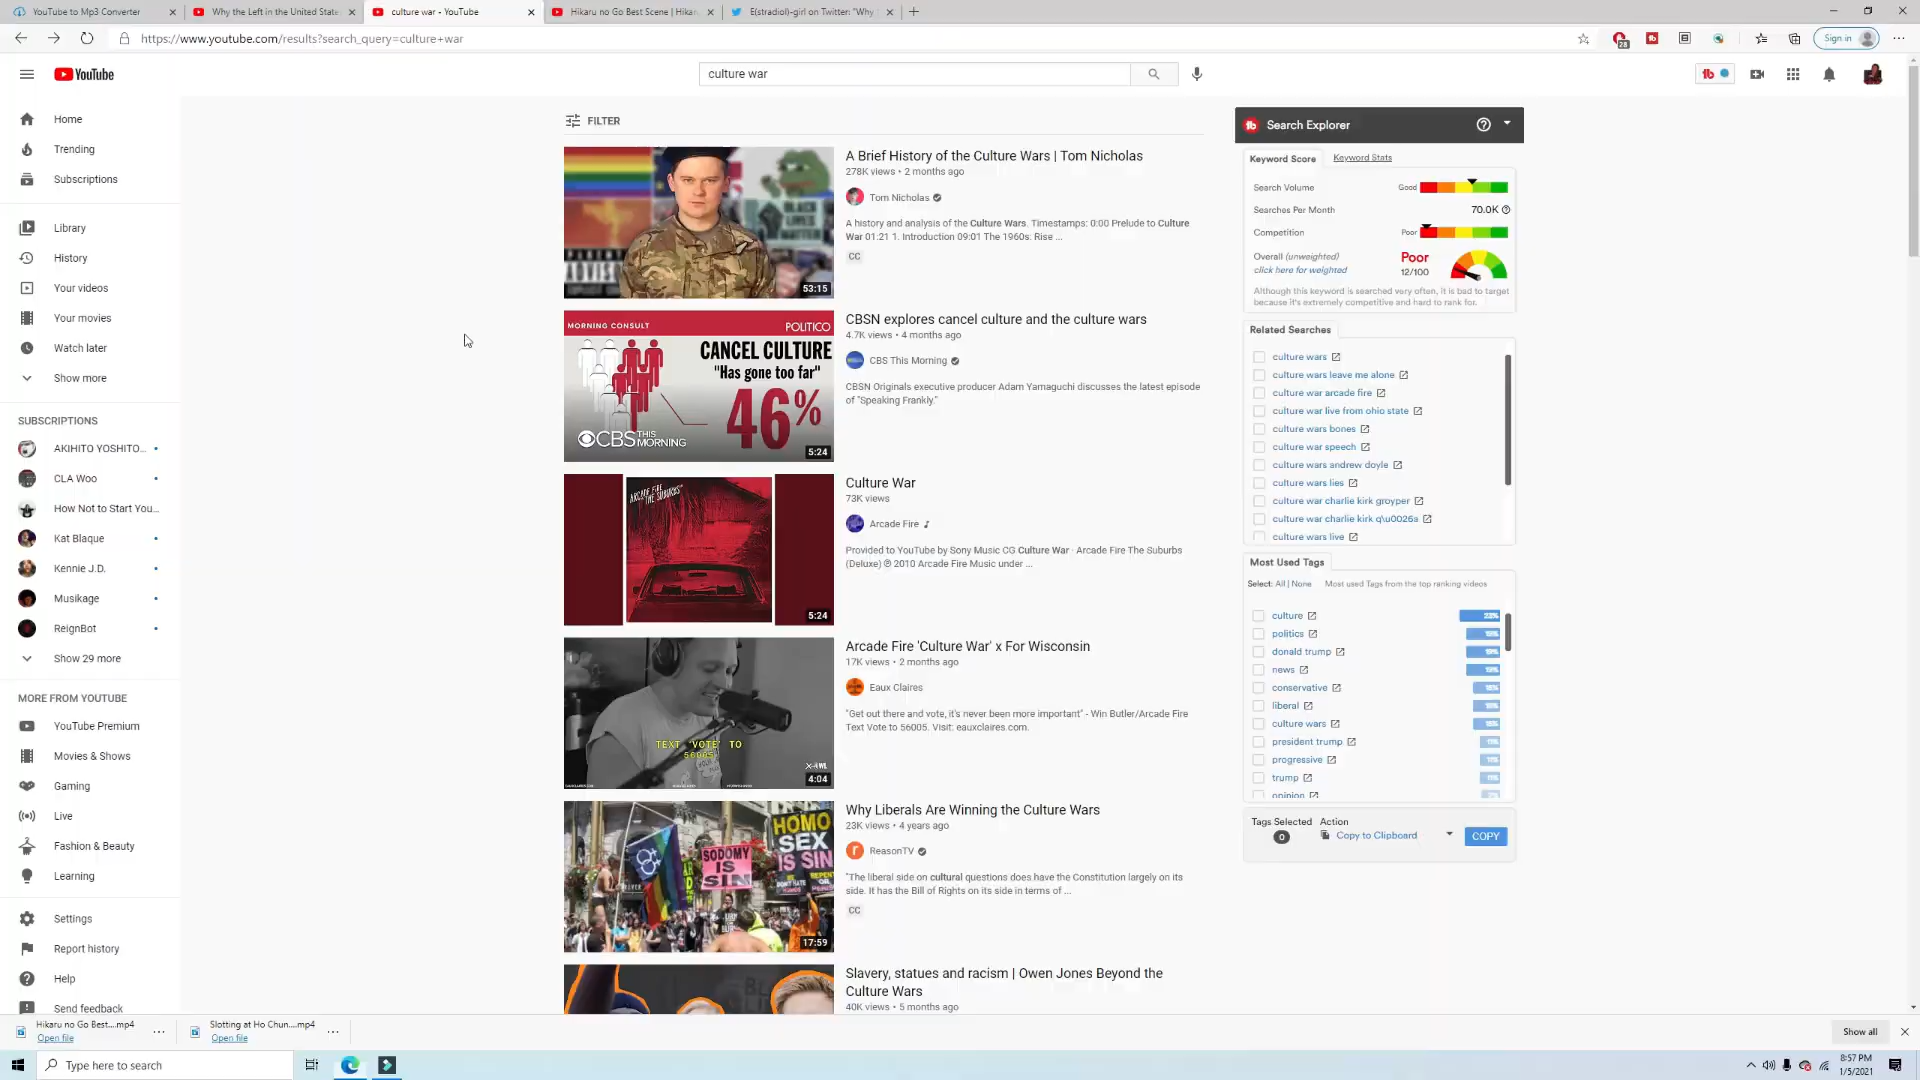 YouTube to Mp3 Converter
Why the Left in the United State
culture war - YouTube
Hikaru no Go Best Scene | Hikar
E(stradiol)-girl on Twitter: "Why
https://www.youtube.com/results?search_query=culture+war
28
Sign in
YouTube
culture war
Home
Trending
Subscriptions
Library
History
Your videos
Your movies
Watch later
Show more
SUBSCRIPTIONS
AKIHITO YOSHITO...
CLA Woo
How Not to Start You...
Kat Blaque
Kennie J.D.
Musikage
ReignBot
Show 29 more
MORE FROM YOUTUBE
YouTube Premium
Movies & Shows
Gaming
Live
Fashion & Beauty
Learning
Settings
Report history
Help
Send feedback
FILTER
BLACK
53:15
A Brief History of the Culture Wars | Tom Nicholas
278K views • 2 months ago
Tom Nicholas
A history and analysis of the Culture Wars. Timestamps: 0:00 Prelude to Culture
War 01:21 1. Introduction 09:01 The 1960s: Rise ...
CC
MORNING CONSULT
POLITICO
CANCEL CULTURE
"Has gone too far"
46%
CBS THIS MORNING
5:24
CBSN explores cancel culture and the culture wars
4.7K views • 4 months ago
CBS This Morning
CBSN Originals executive producer Adam Yamaguchi discusses the latest episode
of "Speaking Frankly."
ARCADE FIRE
THE SUBURBS
5:24
Culture War
73K views
Arcade Fire
Provided to YouTube by Sony Music CG Culture War · Arcade Fire The Suburbs
(Deluxe) ℗ 2010 Arcade Fire Music under ...
TEXT 'VOTE' TO
56005
4:04
Arcade Fire 'Culture War' x For Wisconsin
17K views • 2 months ago
Eaux Claires
"Get out there and vote, it's never been more important" - Win Butler/Arcade Fire
Text Vote to 56005. Visit: eauxclaires.com.
HOMO
SEX
IS SIN
SODOMY
IS SIN
17:59
Why Liberals Are Winning the Culture Wars
23K views • 4 years ago
ReasonTV
"The liberal side on cultural questions does have the Constitution largely on its
side. It has the Bill of Rights on its side in terms of ...
CC
Slavery, statues and racism | Owen Jones Beyond the
Culture Wars
40K views • 5 months ago
Search Explorer
Keyword Score
Keyword Stats
Search Volume
Good
Searches Per Month
70.0K
Competition
Poor
Overall (unweighted)
click here for weighted
Poor
12/100
Although this keyword is searched very often, it is bad to target
because it's extremely competitive and hard to rank for.
Related Searches
culture wars
culture wars leave me alone
culture war arcade fire
culture war live from ohio state
culture wars bones
culture war speech
culture wars andrew doyle
culture wars lies
culture war charlie kirk groyper
culture war charlie kirk q\u0026a
culture wars live
Most Used Tags
Select: All | None
Most used Tags from the top ranking videos
culture
politics
donald trump
news
conservative
liberal
culture wars
president trump
progressive
trump
opinion
Tags Selected
0
Action
Copy to Clipboard
COPY
Hikaru no Go Best....mp4
Open file
Slotting at Ho Chun....mp4
Open file
Show all
Type here to search
8:57 PM
1/5/2021